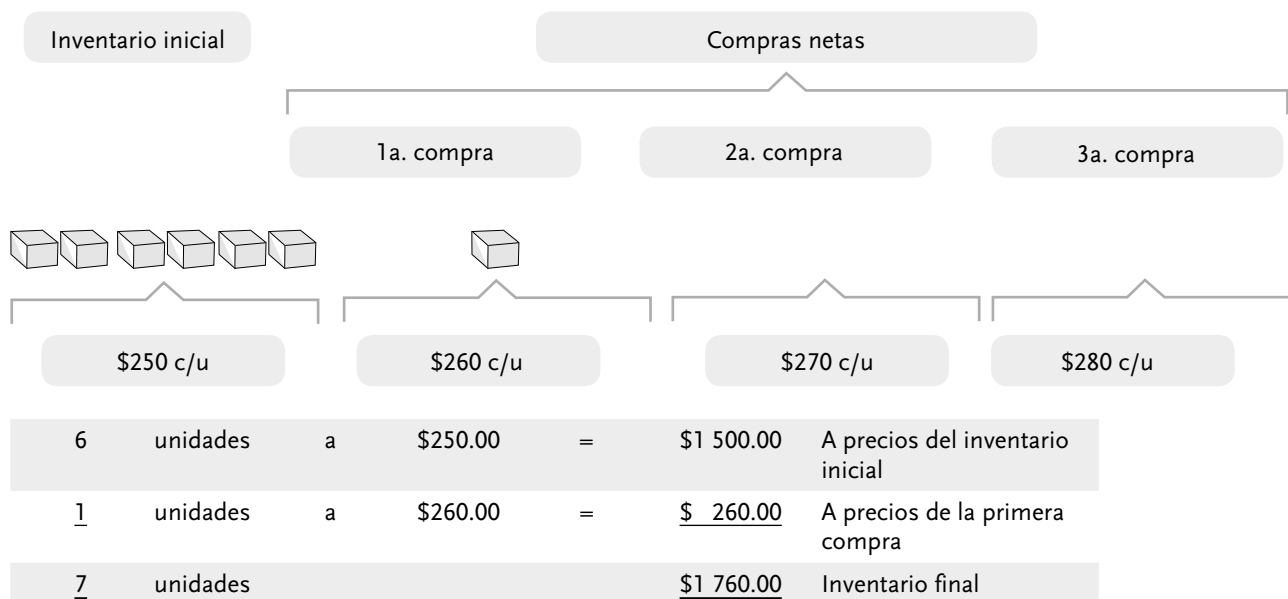 Inventario inicial
Compras netas
1a. compra
2a. compra
3a. compra
$250 c/u
$260 c/u
$270 c/u
$280 c/u
6 unidades a $250.00 = $1 500.00 A precios del inventario
inicial
1 unidades a $260.00 = $ 260.00 A precios de la primera
compra
7 unidades $1 760.00 Inventario final